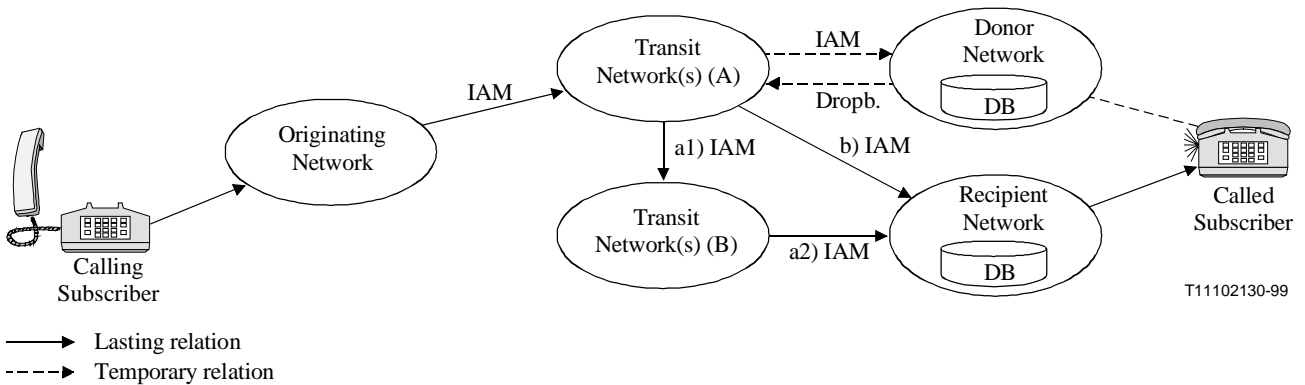 Transit
Network(s) (A)
IAM
Donor
Network
DB
Dropb.
IAM
Originating
Network
a1) IAM
b) IAM
Transit
Network(s) (B)
a2) IAM
Recipient
Network
DB
Called
Subscriber
Calling
Subscriber
T11102130-99
Lasting relation
Temporary relation